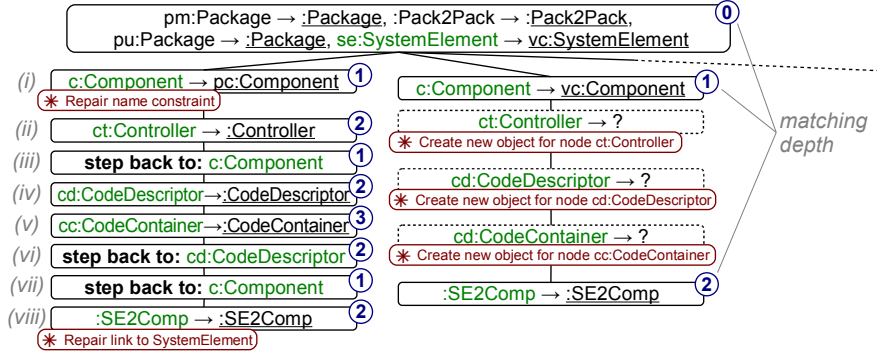 pm:Package → :Package, :Pack2Pack → :Pack2Pack, 0
pu:Package → :Package, se:SystemElement → vc:SystemElement
(i) c:Component → pc:Component 1
✳ Repair name constraint
(ii) ct:Controller → :Controller 2
(iii) step back to: c:Component 1
(iv) cd:CodeDescriptor→:CodeDescriptor 2
(v) cc:CodeContainer→:CodeContainer 3
(vi) step back to: cd:CodeDescriptor 2
(vii) step back to: c:Component 1
(viii) :SE2Comp → :SE2Comp 2
✳ Repair link to SystemElement
c:Component → vc:Component 1
ct:Controller → ?
✳ Create new object for node ct:Controller
cd:CodeDescriptor → ?
✳ Create new object for node cd:CodeDescriptor
cd:CodeContainer → ?
✳ Create new object for node cc:CodeContainer
:SE2Comp → :SE2Comp 2
matching
depth